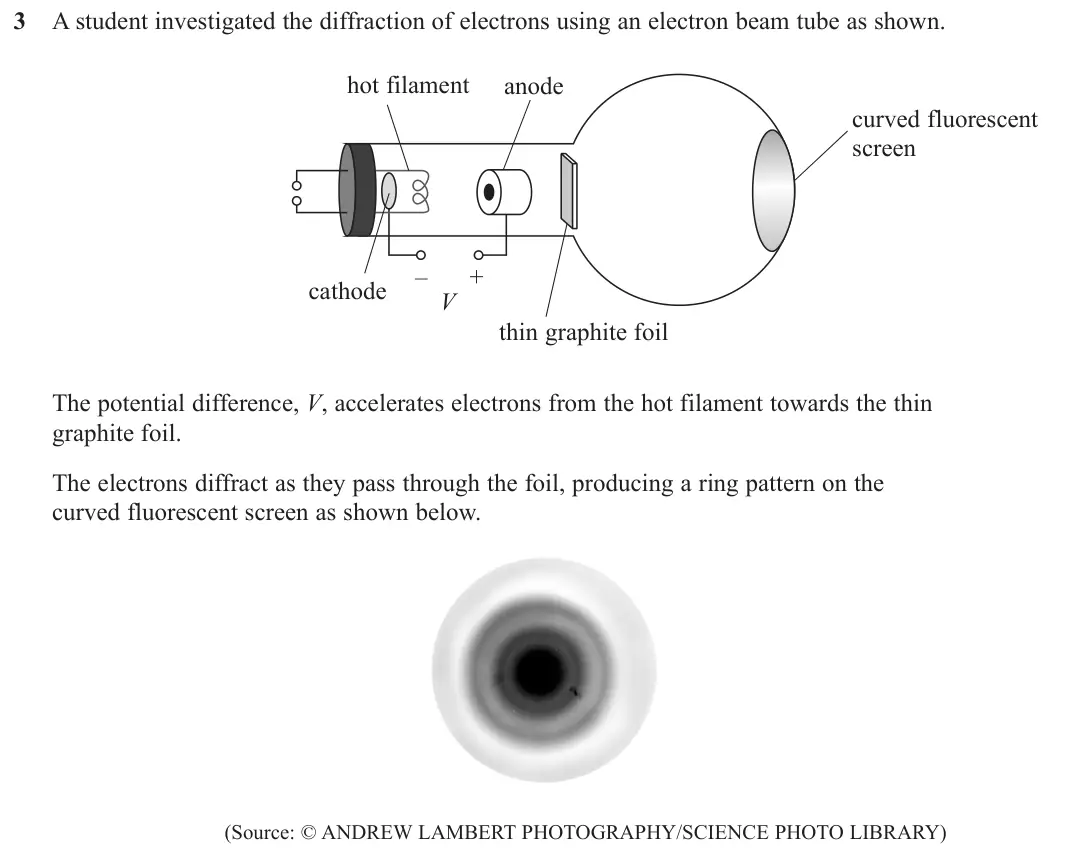 3 A student investigated the diffraction of electrons using an electron beam tube as shown.
hot filament
anode
curved fluorescent
screen
cathode
−
+
V
thin graphite foil
The potential difference, V, accelerates electrons from the hot filament towards the thin
graphite foil.
The electrons diffract as they pass through the foil, producing a ring pattern on the
curved fluorescent screen as shown below.
(Source: © ANDREW LAMBERT PHOTOGRAPHY/SCIENCE PHOTO LIBRARY)